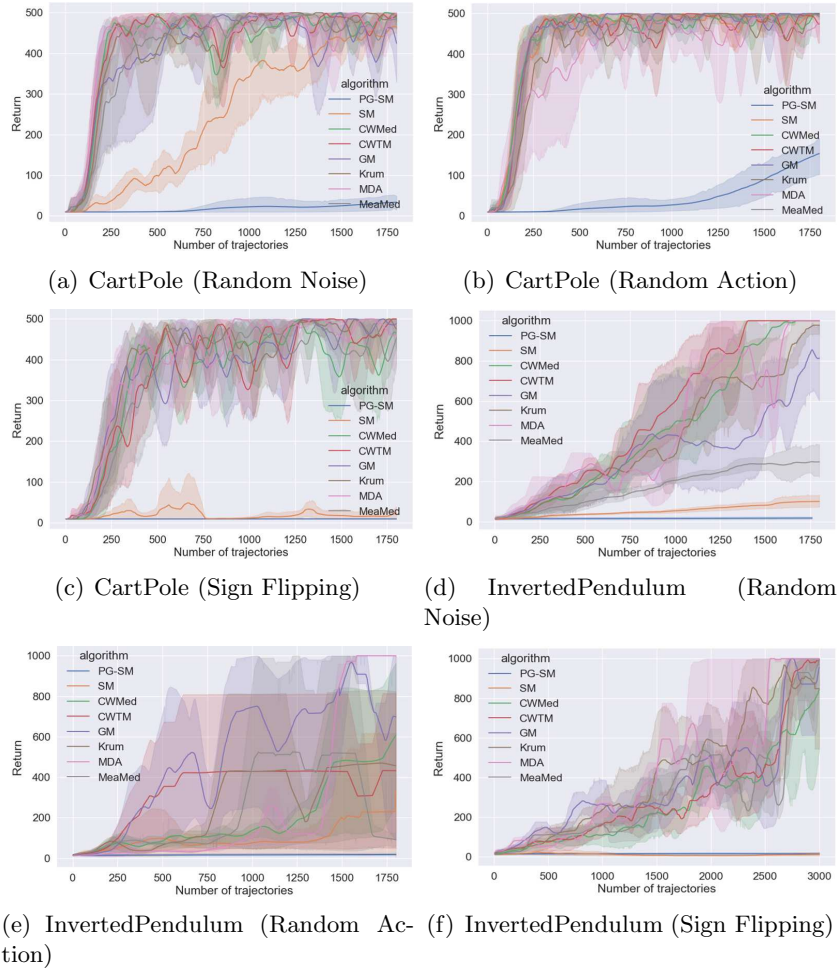 500
400
300
200
100
0
Return
algorithm
PG-SM
SM
CWMed
CWTM
GM
Krum
MDA
MeaMed
0 250 500 750 1000 1250 1500 1750
Number of trajectories
(a) CartPole (Random Noise)
500
400
300
200
100
0
Return
algorithm
PG-SM
SM
CWMed
CWTM
GM
Krum
MDA
MeaMed
0 250 500 750 1000 1250 1500 1750
Number of trajectories
(b) CartPole (Random Action)
500
400
300
200
100
0
Return
algorithm
PG-SM
SM
CWMed
CWTM
GM
Krum
MDA
MeaMed
0 250 500 750 1000 1250 1500 1750
Number of trajectories
(c) CartPole (Sign Flipping)
1000
800
600
400
200
0
Return
algorithm
PG-SM
SM
CWMed
CWTM
GM
Krum
MDA
MeaMed
0 250 500 750 1000 1250 1500 1750
Number of trajectories
(d) InvertedPendulum (Random
Noise)
1000
800
600
400
200
0
Return
algorithm
PG-SM
SM
CWMed
CWTM
GM
Krum
MDA
MeaMed
0 250 500 750 1000 1250 1500 1750
Number of trajectories
(e) InvertedPendulum (Random Ac-
tion)
1000
800
600
400
200
0
Return
algorithm
PG-SM
SM
CWMed
CWTM
GM
Krum
MDA
MeaMed
0 500 1000 1500 2000 2500 3000
Number of trajectories
(f) InvertedPendulum (Sign Flipping)